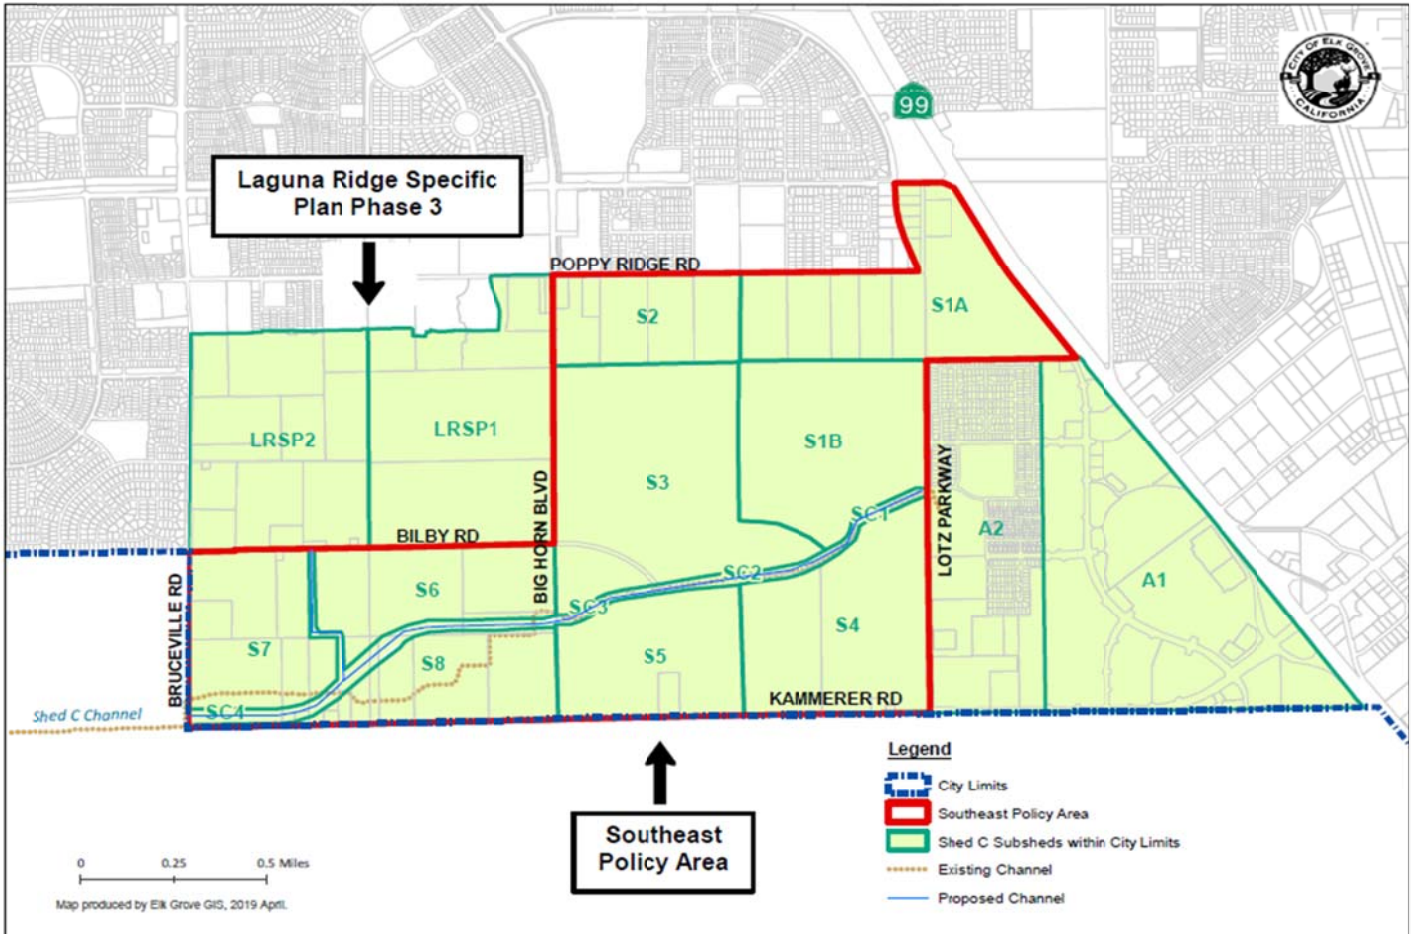 CITY OF ELK GROVE
CALIFORNIA
99
Laguna Ridge Specific
Plan Phase 3
POPPY RIDGE RD
S2
S1A
LRSP2
LRSP1
S1B
S3
BIG HORN BLVD
LOTZ PARKWAY
SC1
A2
BILBY RD
A1
SC2
BRUCEVILLE RD
S6
SC3
S4
S7
S8
S5
KAMMERER RD
SC4
Shed C Channel
Southeast
Policy Area
Legend
City Limits
Southeast Policy Area
Shed C Subsheds within City Limits
Existing Channel
Proposed Channel
0 0.25 0.5 Miles
Map produced by Elk Grove GIS, 2019 April.